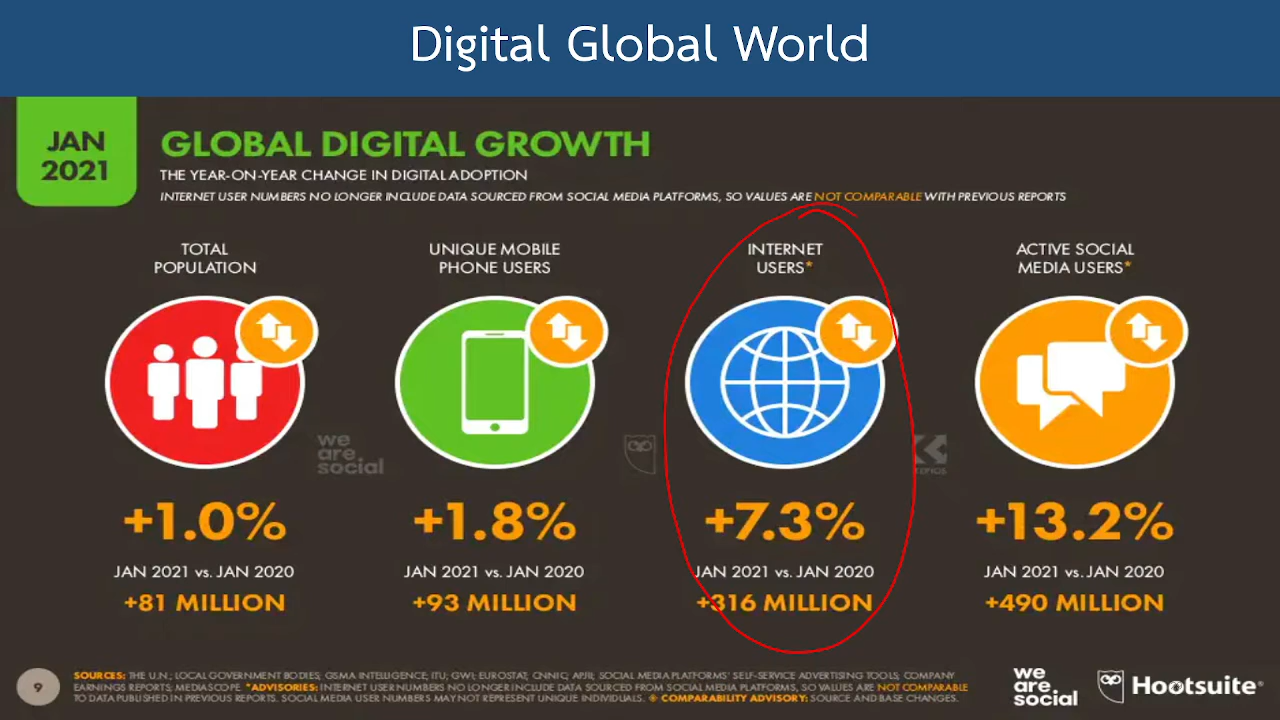 Digital Global World
JAN
2021
GLOBAL DIGITAL GROWTH
THE YEAR-ON-YEAR CHANGE IN DIGITAL ADOPTION
INTERNET USER NUMBERS NO LONGER INCLUDE DATA SOURCED FROM SOCIAL MEDIA PLATFORMS, SO VALUES ARE NOT COMPARABLE WITH PREVIOUS REPORTS
TOTAL
POPULATION
+1.0%
JAN 2021 vs. JAN 2020
+81 MILLION
UNIQUE MOBILE
PHONE USERS
+1.8%
JAN 2021 vs. JAN 2020
+93 MILLION
INTERNET
USERS*
+7.3%
JAN 2021 vs. JAN 2020
+316 MILLION
ACTIVE SOCIAL
MEDIA USERS*
+13.2%
JAN 2021 vs. JAN 2020
+490 MILLION
we
are
social
9
SOURCES: THE U.N.; LOCAL GOVERNMENT BODIES; GSMA INTELLIGENCE; ITU; GWI; EUROSTAT; CNNIC; APJII; SOCIAL MEDIA PLATFORMS' SELF-SERVICE ADVERTISING TOOLS; COMPANY
EARNINGS REPORTS; MEDIASCOPE. *ADVISORIES: INTERNET USER NUMBERS NO LONGER INCLUDE DATA SOURCED FROM SOCIAL MEDIA PLATFORMS, SO VALUES ARE NOT COMPARABLE
TO DATA PUBLISHED IN PREVIOUS REPORTS. SOCIAL MEDIA USER NUMBERS MAY NOT REPRESENT UNIQUE INDIVIDUALS. COMPARABILITY ADVISORY: SOURCE AND BASE CHANGES.
we
are
social
Hootsuite®